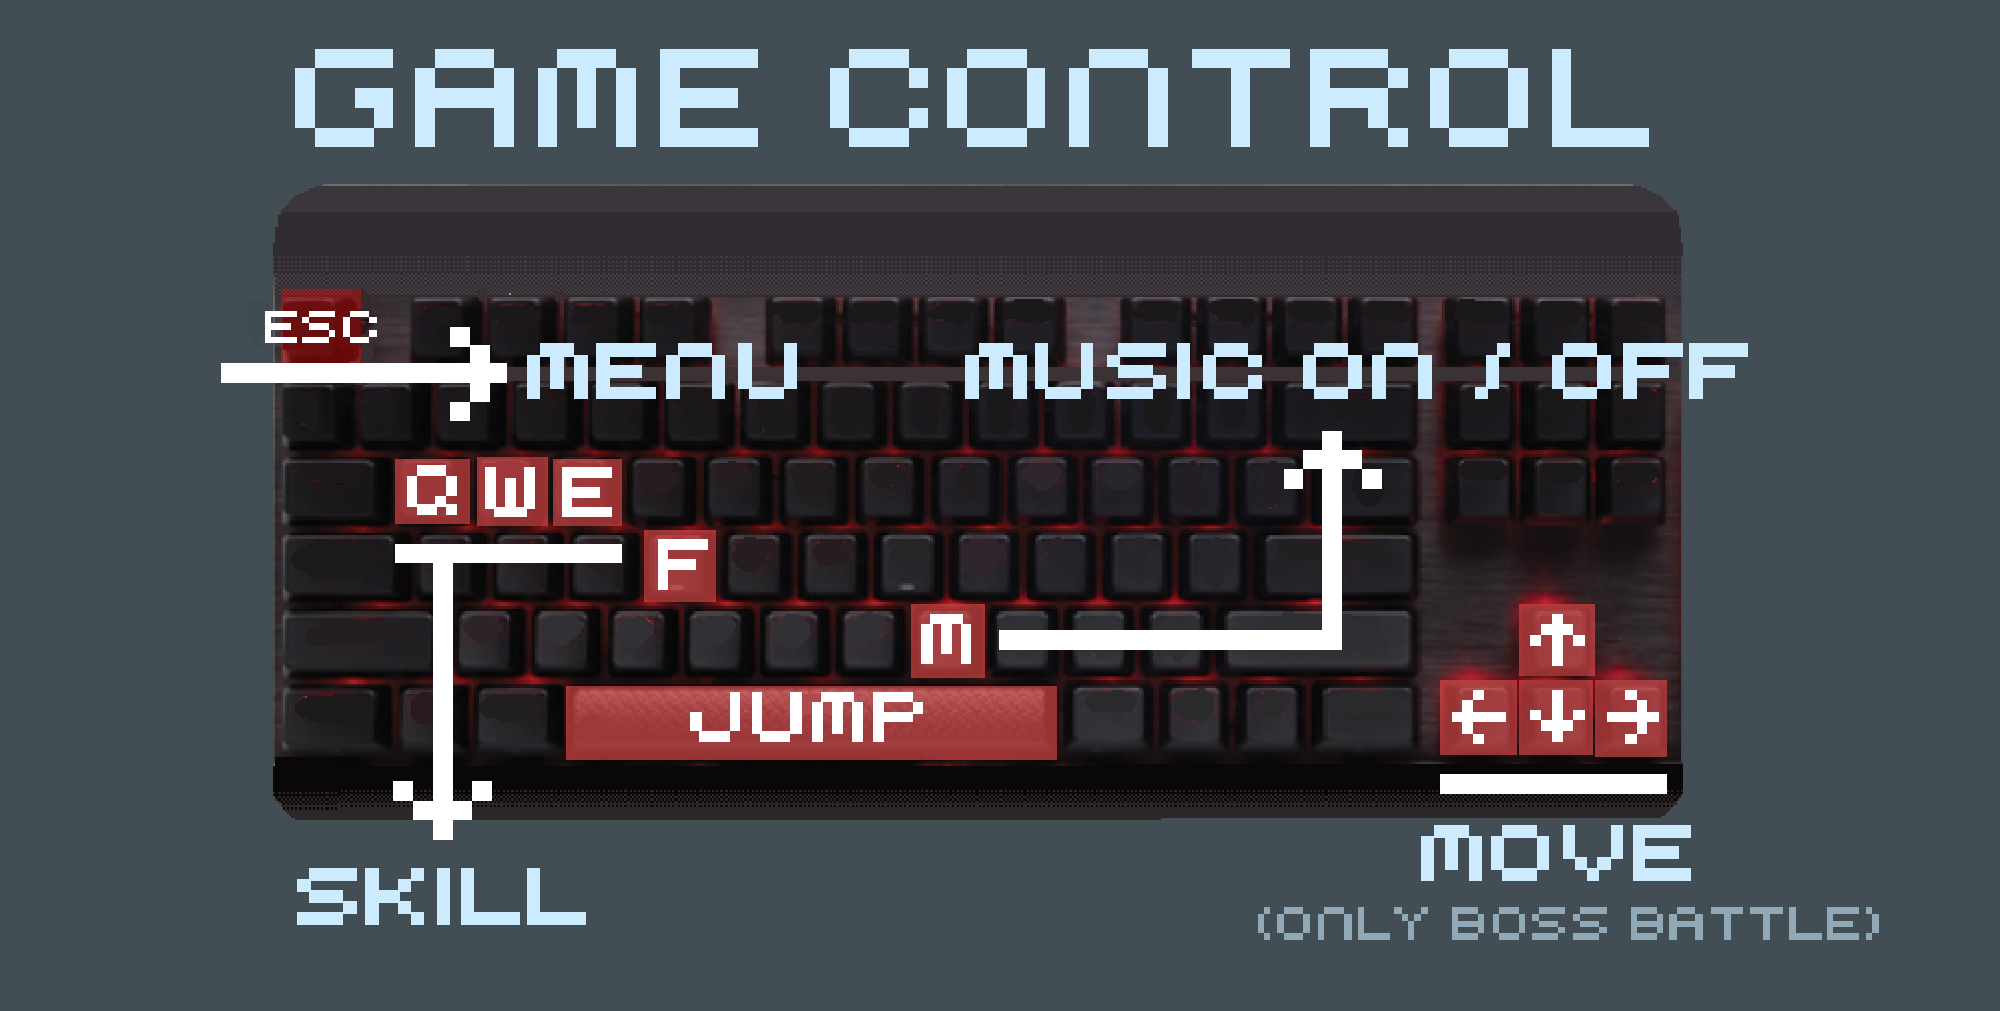 GAME CONTROL
ESC
MENU
MUSIC ON / OFF
Q W E
F
M
↑
JUMP
← ↓ →
SKILL
MOVE
(ONLY BOSS BATTLE)